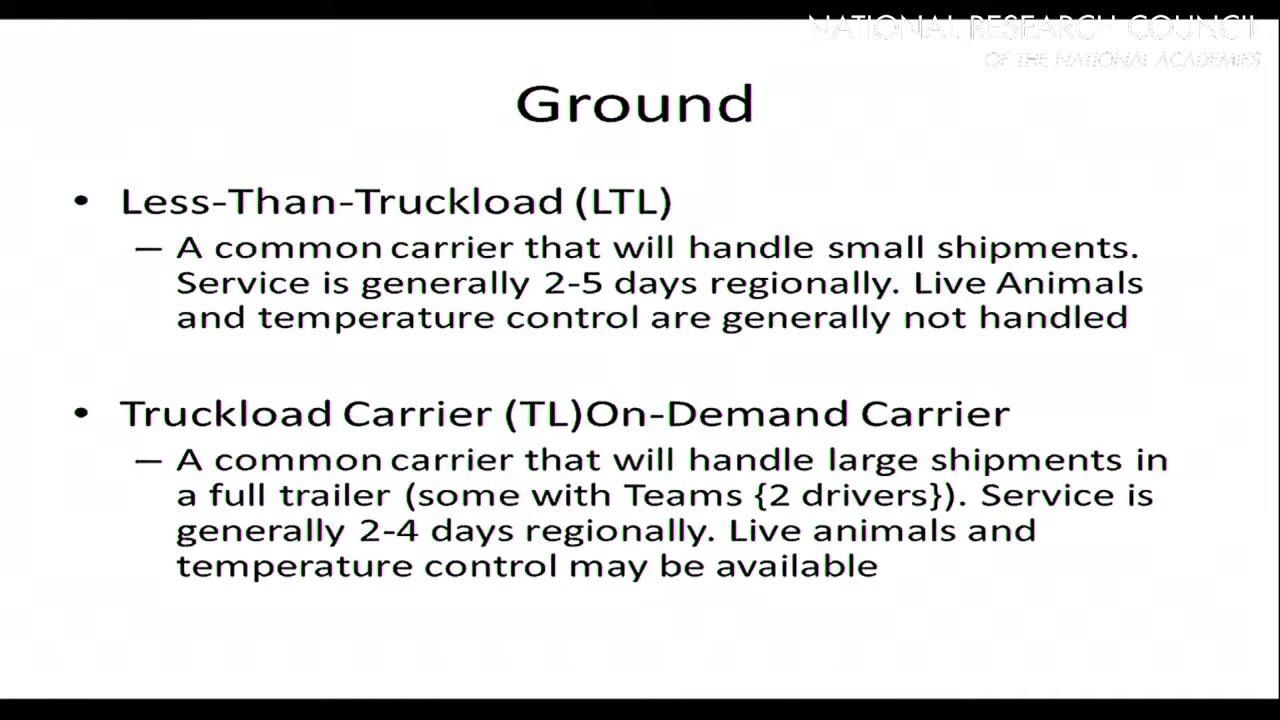 NATIONAL RESEARCH COUNCIL
OF THE NATIONAL ACADEMIES
Ground
• Less-Than-Truckload (LTL)
– A common carrier that will handle small shipments.
Service is generally 2-5 days regionally. Live Animals
and temperature control are generally not handled
• Truckload Carrier (TL)On-Demand Carrier
– A common carrier that will handle large shipments in
a full trailer (some with Teams {2 drivers}). Service is
generally 2-4 days regionally. Live animals and
temperature control may be available